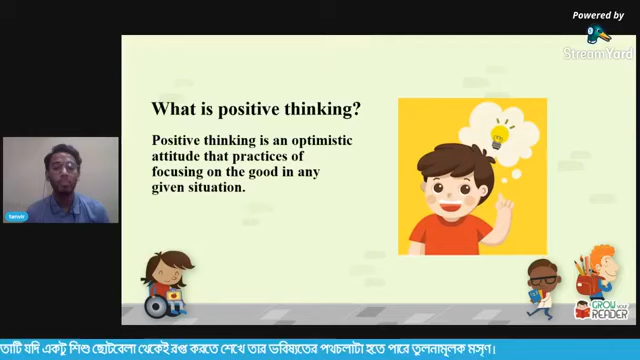 Powered by
StreamYard
What is positive thinking?
Positive thinking is an optimistic
attitude that practices of
focusing on the good in any
given situation.
tanvir
GROW YOUR
READER
তাটি যদি একটু শিশু ছোটবেলা থেকেই রপ্ত করতে শেখে তার ভবিষ্যতের পথচলাটা হতে পারে তুলনামূলক মসৃণ।